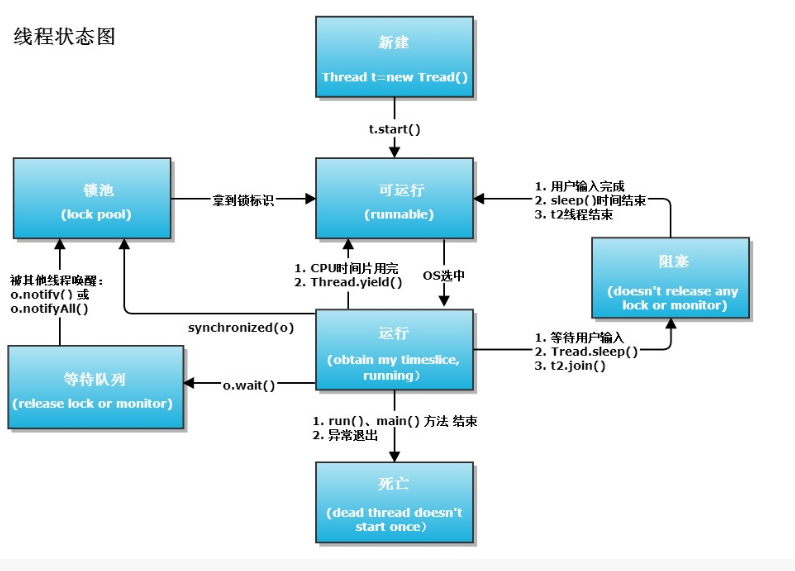 线程状态图
新建
Thread t=new Tread()
t.start()
锁池
(lock pool)
拿到锁标识
可运行
(runnable)
1. 用户输入完成
2. sleep()时间结束
3. t2线程结束
阻塞
(doesn't release any
lock or monitor)
被其他线程唤醒：
o.notify() 或
o.notifyAll()
1. CPU时间片用完
2. Thread.yield()
OS选中
synchronized(o)
运行
(obtain my timeslice,
running）
1. 等待用户输入
2. Tread.sleep()
3. t2.join()
等待队列
(release lock or monitor)
o.wait()
1. run()、main() 方法 结束
2. 异常退出
死亡
(dead thread doesn't
start once）